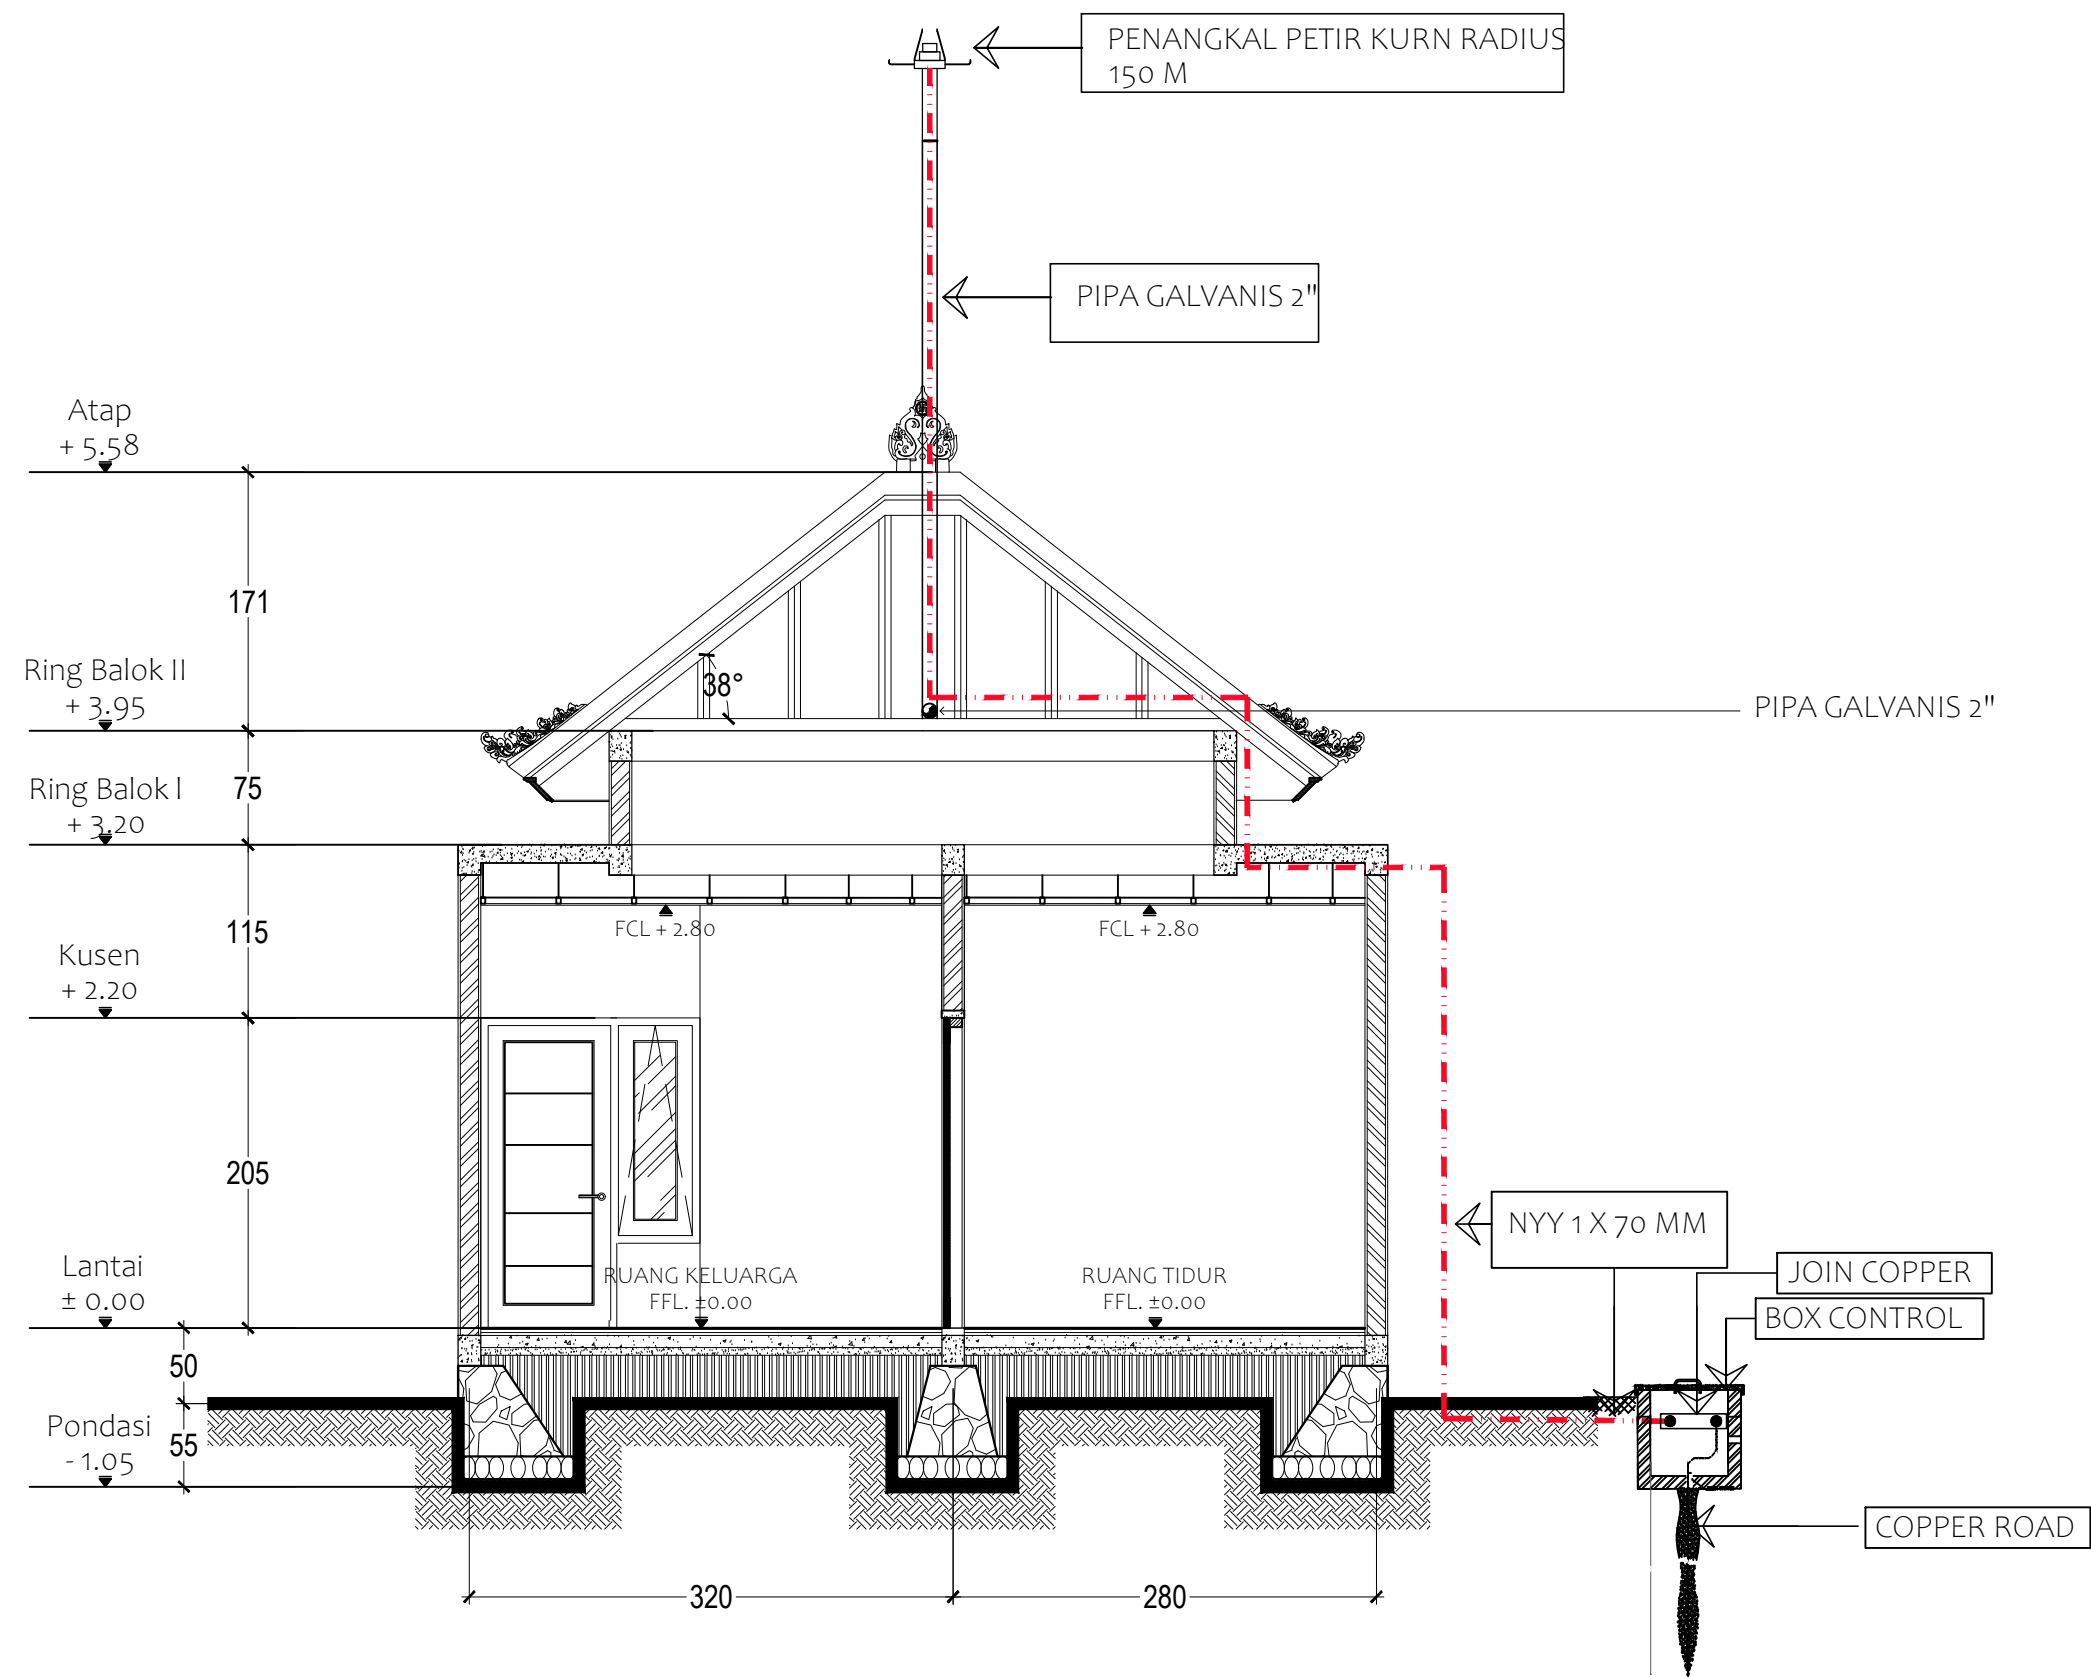 PENANGKAL PETIR KURN RADIUS
150 M
PIPA GALVANIS 2"
Atap
+ 5.58
171
Ring Balok II
+ 3.95
38°
PIPA GALVANIS 2"
Ring Balok I
+ 3.20
75
115
FCL + 2.80
FCL + 2.80
Kusen
+ 2.20
205
NYY 1 X 70 MM
JOIN COPPER
BOX CONTROL
Lantai
± 0.00
RUANG KELUARGA
FFL. ±0.00
RUANG TIDUR
FFL. ±0.00
50
Pondasi
- 1.05
55
COPPER ROAD
320
280